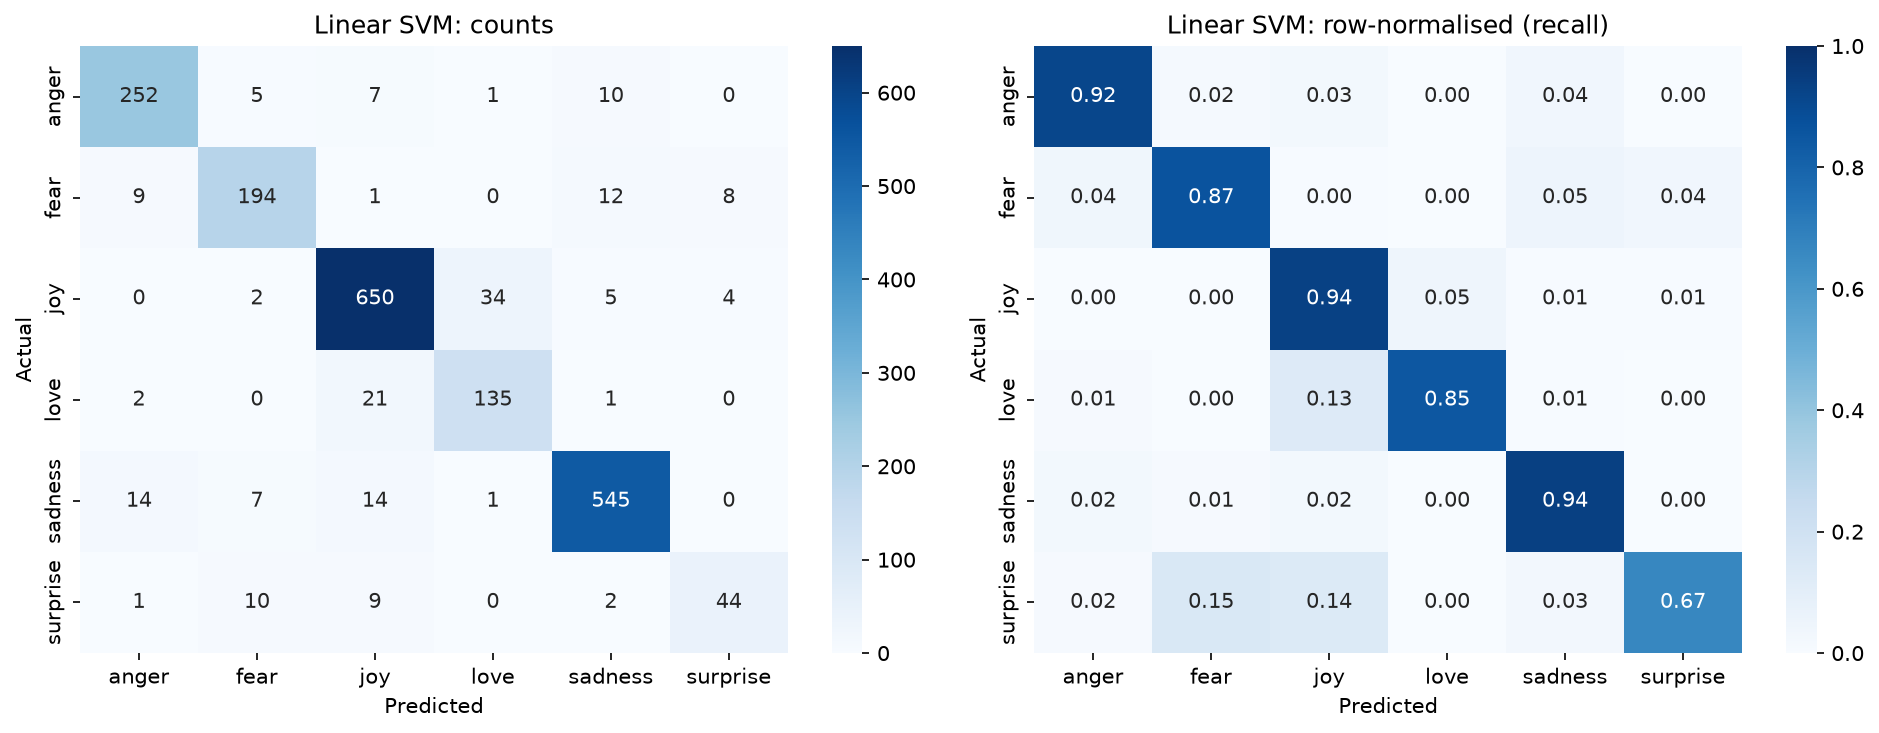 Linear SVM: counts
Actual
anger 252 5 7 1 10 0
fear 9 194 1 0 12 8
joy 0 2 650 34 5 4
love 2 0 21 135 1 0
sadness 14 7 14 1 545 0
surprise 1 10 9 0 2 44
anger fear joy love sadness surprise
Predicted
600
500
400
300
200
100
0
Linear SVM: row-normalised (recall)
Actual
anger 0.92 0.02 0.03 0.00 0.04 0.00
fear 0.04 0.87 0.00 0.00 0.05 0.04
joy 0.00 0.00 0.94 0.05 0.01 0.01
love 0.01 0.00 0.13 0.85 0.01 0.00
sadness 0.02 0.01 0.02 0.00 0.94 0.00
surprise 0.02 0.15 0.14 0.00 0.03 0.67
anger fear joy love sadness surprise
Predicted
1.0
0.8
0.6
0.4
0.2
0.0